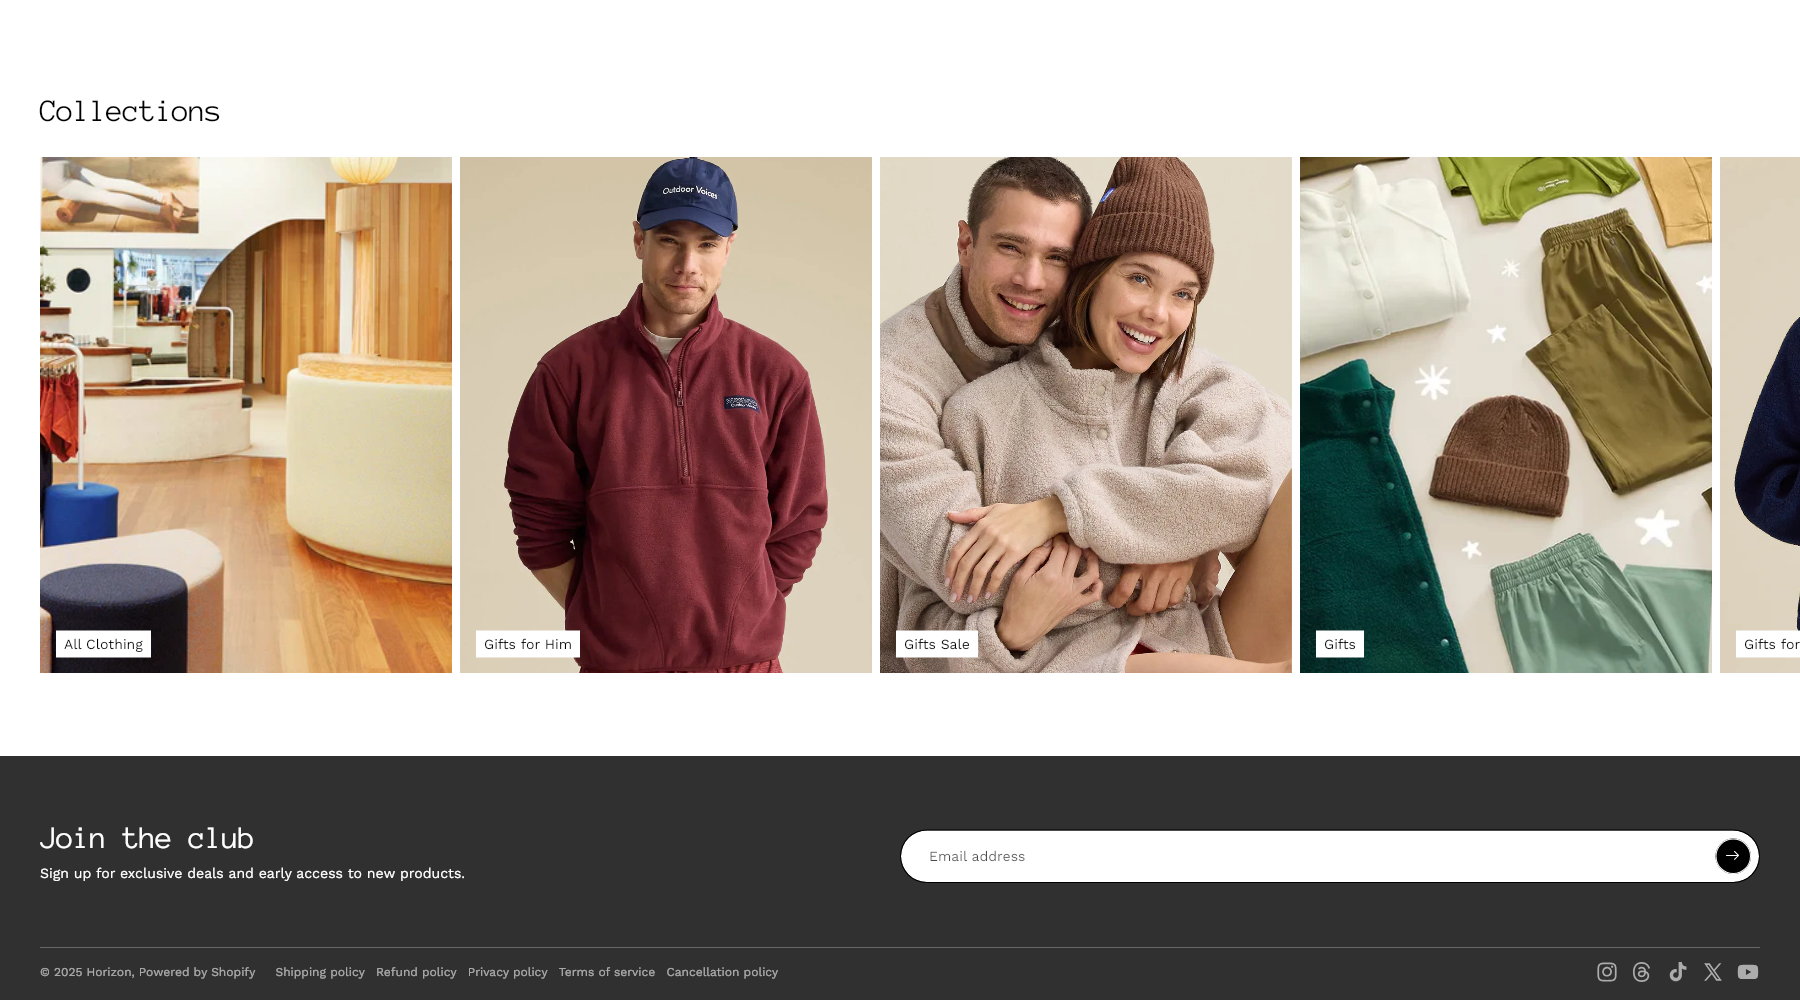 Collections
Outdoor Voices
All Clothing
Gifts for Him
Gifts Sale
Gifts
Gifts for
Join the club
Sign up for exclusive deals and early access to new products.
Email address
© 2025 Horizon, Powered by Shopify
Shipping policy
Refund policy
Privacy policy
Terms of service
Cancellation policy